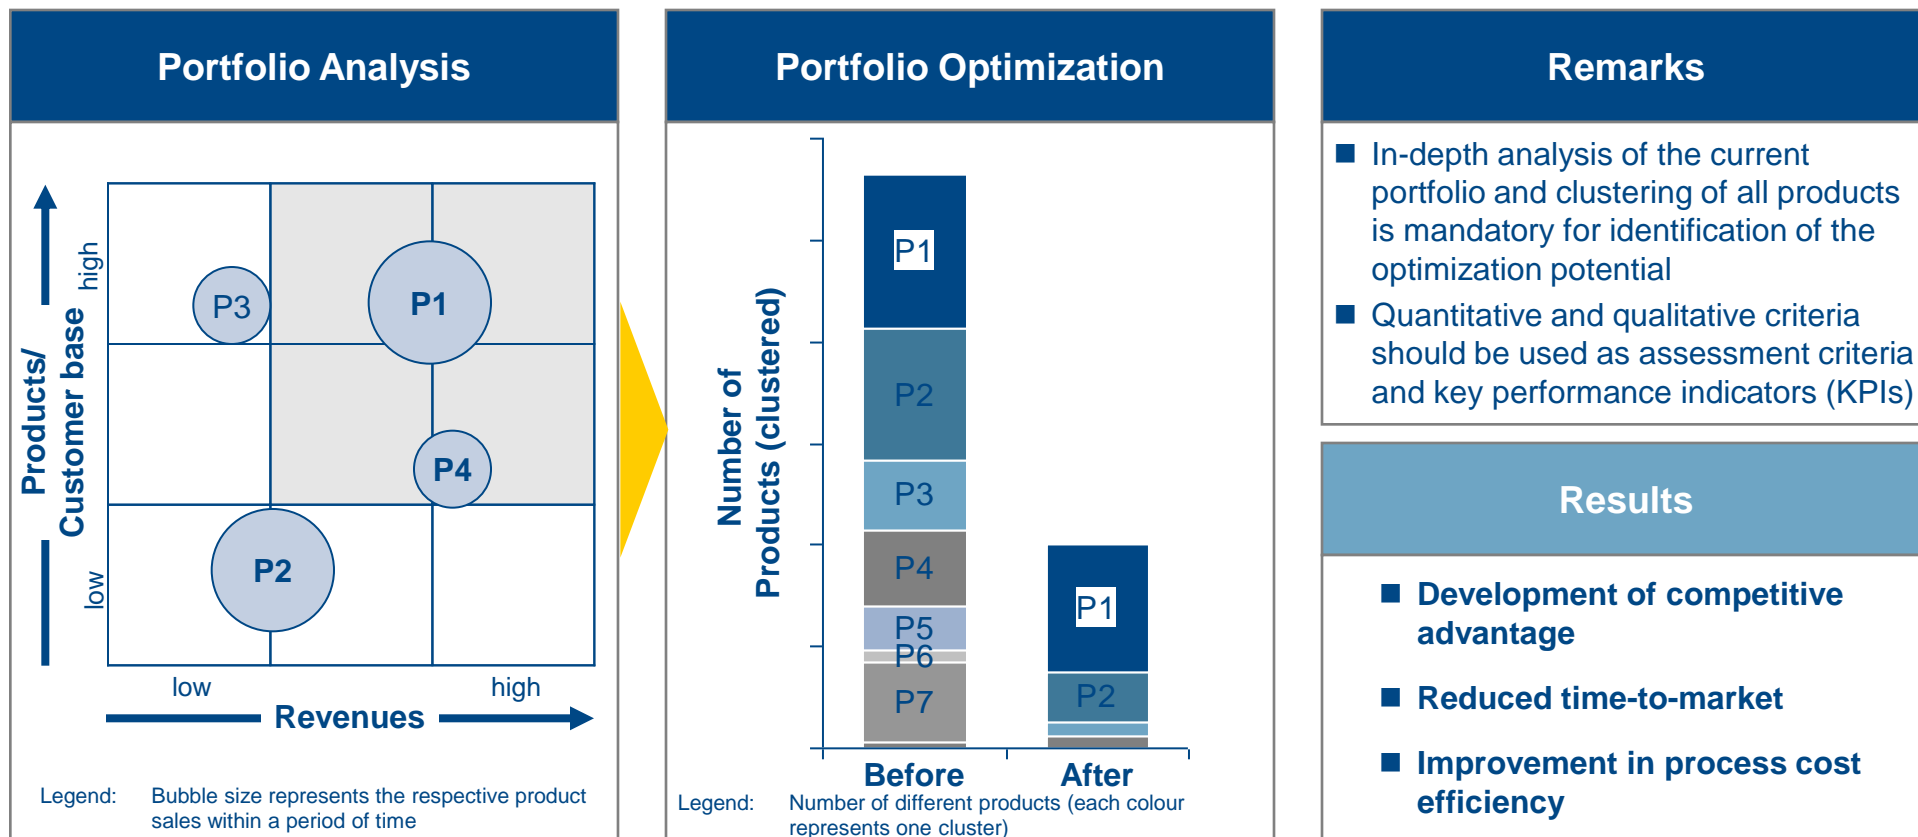 Portfolio Analysis
Products/
Customer base
high
low
P3
P1
P4
P2
low
high
Revenues
Legend: Bubble size represents the respective product
sales within a period of time
Portfolio Optimization
Number of
Products (clustered)
P1
P2
P3
P4
P5
P6
P7
P1
P2
Before
After
Legend: Number of different products (each colour
represents one cluster)
Remarks
In-depth analysis of the current
portfolio and clustering of all products
is mandatory for identification of the
optimization potential
Quantitative and qualitative criteria
should be used as assessment criteria
and key performance indicators (KPIs)
Results
Development of competitive
advantage
Reduced time-to-market
Improvement in process cost
efficiency